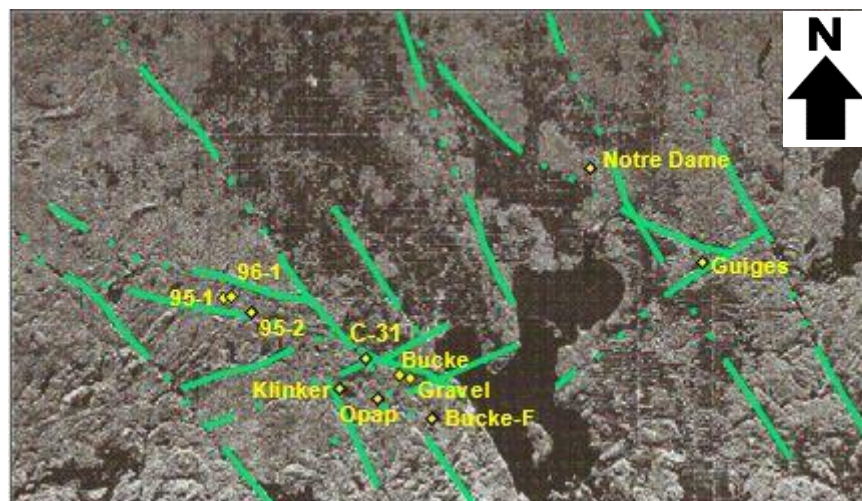 N
Notre Dame
Guiges
96-1
95-1
95-2
C-31
Bucke
Klinker
Gravel
Opap
Bucke-F